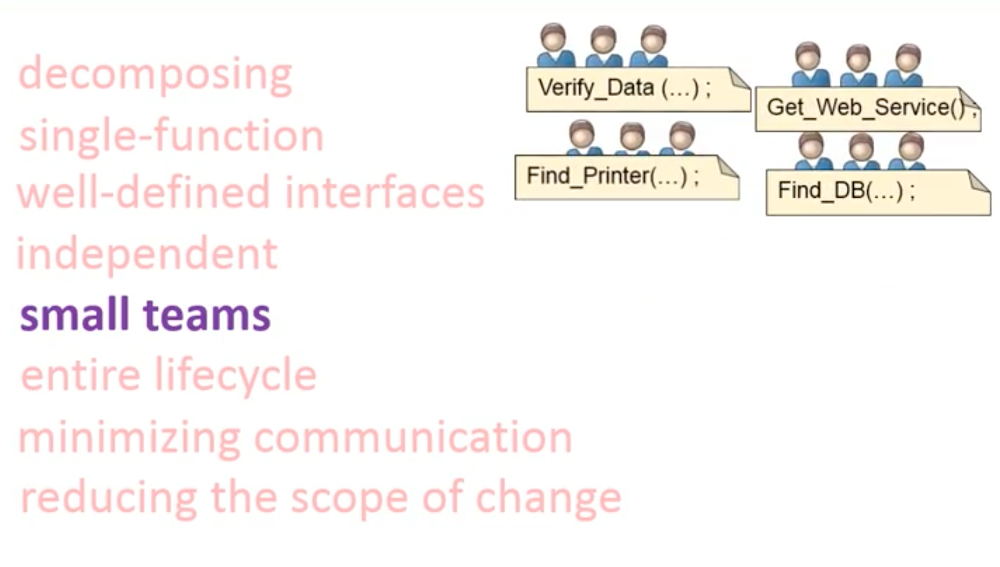 decomposing
single-function
well-defined interfaces
independent
small teams
entire lifecycle
minimizing communication
reducing the scope of change
Verify_Data (...) ;
Get_Web_Service() ;
Find_Printer(...) ;
Find_DB(...) ;